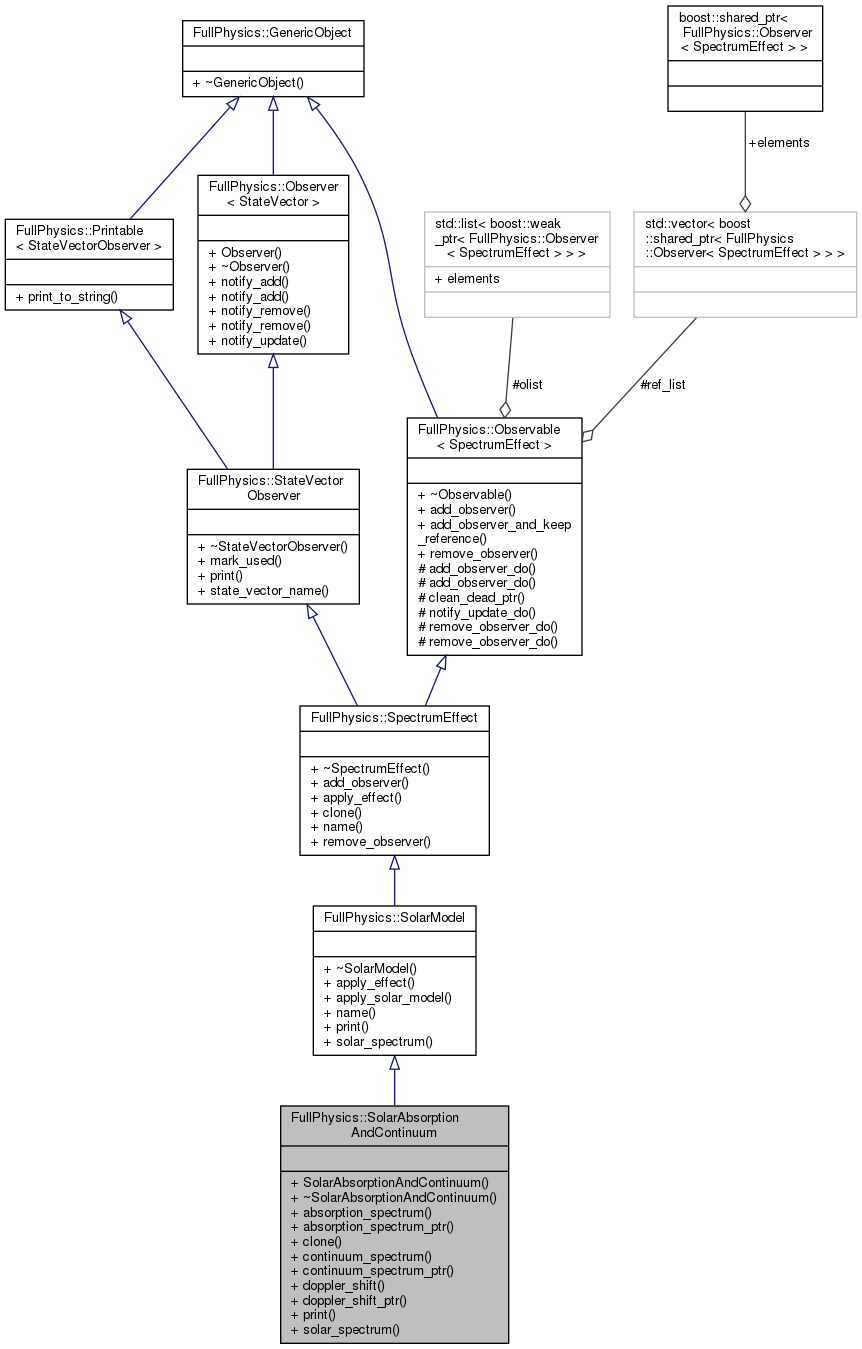 FullPhysics::GenericObject
+ ~GenericObject()
boost::shared_ptr<
FullPhysics::Observer
< SpectrumEffect > >
+elements
FullPhysics::Printable
< StateVectorObserver >
+ print_to_string()
FullPhysics::Observer
< StateVector >
+ Observer()
+ ~Observer()
+ notify_add()
+ notify_add()
+ notify_remove()
+ notify_remove()
+ notify_update()
std::list< boost::weak
_ptr< FullPhysics::Observer
< SpectrumEffect > > >
+ elements
std::vector< boost
::shared_ptr< FullPhysics
::Observer< SpectrumEffect > > >
#olist
#ref_list
FullPhysics::StateVector
Observer
+ ~StateVectorObserver()
+ mark_used()
+ print()
+ state_vector_name()
FullPhysics::Observable
< SpectrumEffect >
+ ~Observable()
+ add_observer()
+ add_observer_and_keep
_reference()
+ remove_observer()
# add_observer_do()
# add_observer_do()
# clean_dead_ptr()
# notify_update_do()
# remove_observer_do()
# remove_observer_do()
FullPhysics::SpectrumEffect
+ ~SpectrumEffect()
+ add_observer()
+ apply_effect()
+ clone()
+ name()
+ remove_observer()
FullPhysics::SolarModel
+ ~SolarModel()
+ apply_effect()
+ apply_solar_model()
+ name()
+ print()
+ solar_spectrum()
FullPhysics::SolarAbsorption
AndContinuum
+ SolarAbsorptionAndContinuum()
+ ~SolarAbsorptionAndContinuum()
+ absorption_spectrum()
+ absorption_spectrum_ptr()
+ clone()
+ continuum_spectrum()
+ continuum_spectrum_ptr()
+ doppler_shift()
+ doppler_shift_ptr()
+ print()
+ solar_spectrum()